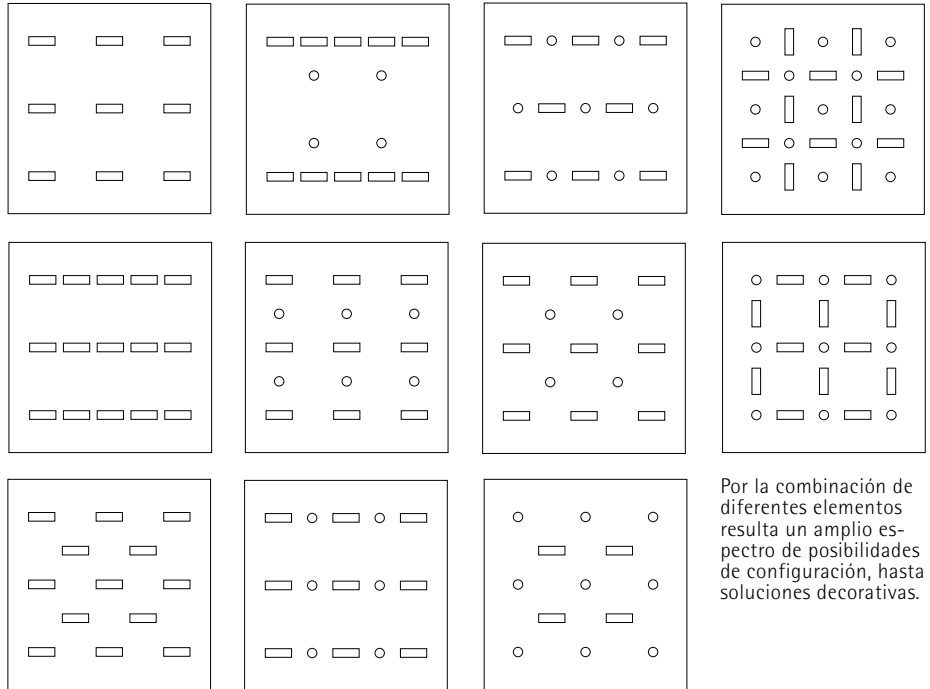 Por la combinación de
diferentes elementos
resulta un amplio es-
pectro de posibilidades
de configuración, hasta
soluciones decorativas.